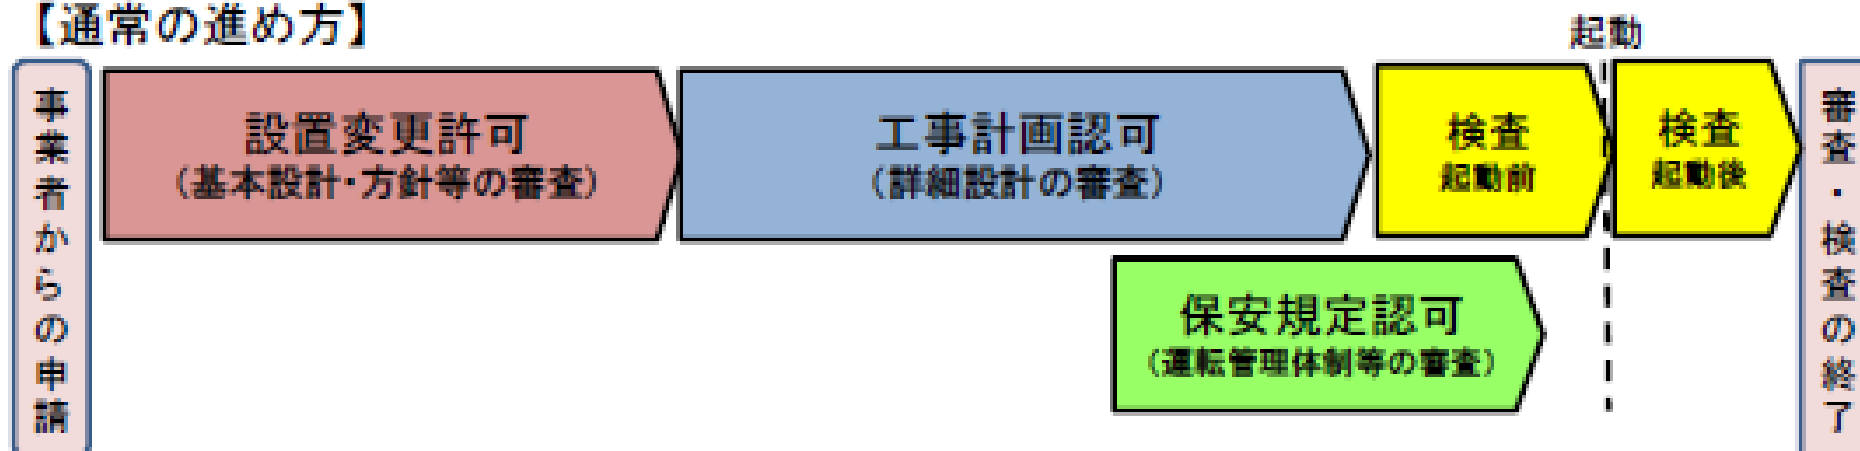 【通常の進め方】
起動
事業者からの申請
設置変更許可
（基本設計・方針等の審査）
工事計画認可
（詳細設計の審査）
検査
起動前
検査
起動後
保安規定認可
（運転管理体制等の審査）
審査・検査の終了